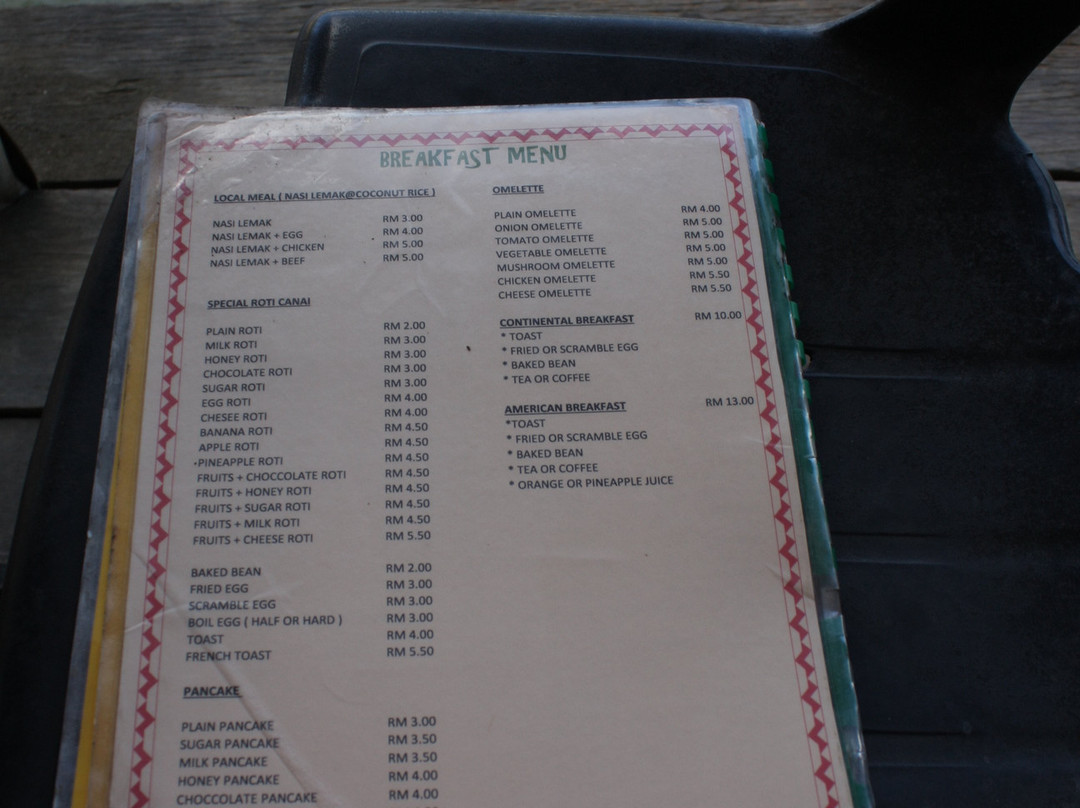 BREAKFAST MENU
LOCAL MEAL ( NASI LEMAK@COCONUT RICE )
NASI LEMAK RM 3.00
NASI LEMAK + EGG RM 4.00
NASI LEMAK + CHICKEN RM 5.00
NASI LEMAK + BEEF RM 5.00
SPECIAL ROTI CANAI
PLAIN ROTI RM 2.00
MILK ROTI RM 3.00
HONEY ROTI RM 3.00
CHOCOLATE ROTI RM 3.00
SUGAR ROTI RM 3.00
EGG ROTI RM 4.00
CHESEE ROTI RM 4.00
BANANA ROTI RM 4.50
APPLE ROTI RM 4.50
PINEAPPLE ROTI RM 4.50
FRUITS + CHOCCOLATE ROTI RM 4.50
FRUITS + HONEY ROTI RM 4.50
FRUITS + SUGAR ROTI RM 4.50
FRUITS + MILK ROTI RM 4.50
FRUITS + CHEESE ROTI RM 5.50
BAKED BEAN RM 2.00
FRIED EGG RM 3.00
SCRAMBLE EGG RM 3.00
BOIL EGG ( HALF OR HARD ) RM 3.00
TOAST RM 4.00
FRENCH TOAST RM 5.50
PANCAKE
PLAIN PANCAKE RM 3.00
SUGAR PANCAKE RM 3.50
MILK PANCAKE RM 3.50
HONEY PANCAKE RM 4.00
CHOCCOLATE PANCAKE RM 4.00
OMELETTE
PLAIN OMELETTE RM 4.00
ONION OMELETTE RM 5.00
TOMATO OMELETTE RM 5.00
VEGETABLE OMELETTE RM 5.00
MUSHROOM OMELETTE RM 5.00
CHICKEN OMELETTE RM 5.50
CHEESE OMELETTE RM 5.50
CONTINENTAL BREAKFAST RM 10.00
* TOAST
* FRIED OR SCRAMBLE EGG
* BAKED BEAN
* TEA OR COFFEE
AMERICAN BREAKFAST RM 13.00
*TOAST
* FRIED OR SCRAMBLE EGG
* BAKED BEAN
* TEA OR COFFEE
* ORANGE OR PINEAPPLE JUICE